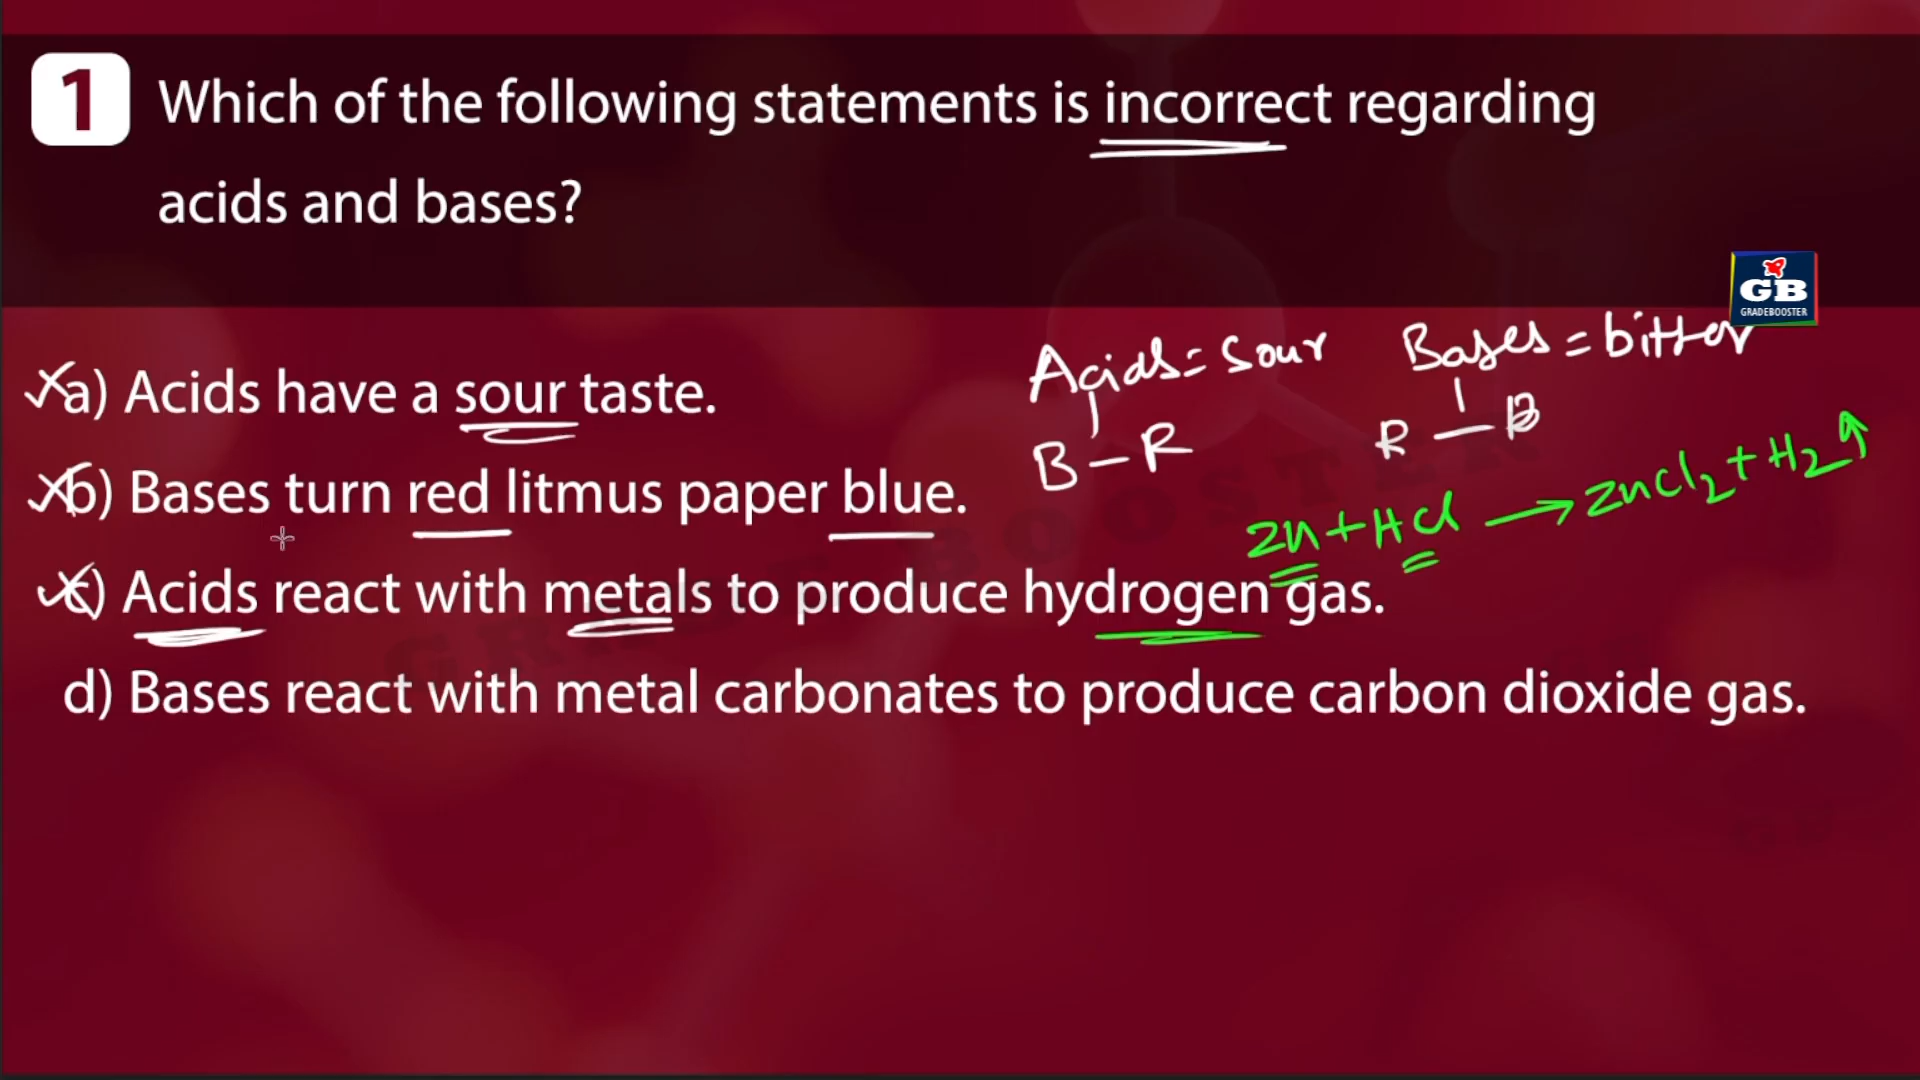 1 Which of the following statements is incorrect regarding
acids and bases?
GB
GRADEBOOSTER
Acids = Sour
B – R
Bases = bitter
R – B
a) Acids have a sour taste.
b) Bases turn red litmus paper blue.
Zn + HCl → ZnCl2 + H2↑
c) Acids react with metals to produce hydrogen gas.
d) Bases react with metal carbonates to produce carbon dioxide gas.
GRADE BOOSTER